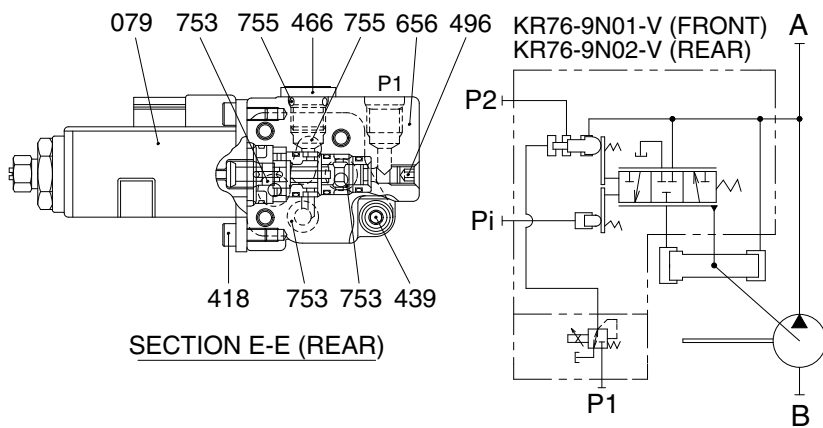 079 753 755 466 755 656 496
P1
418 753 753 439
SECTION E-E (REAR)
KR76-9N01-V (FRONT)
KR76-9N02-V (REAR)
A
P2
Pi
P1
B